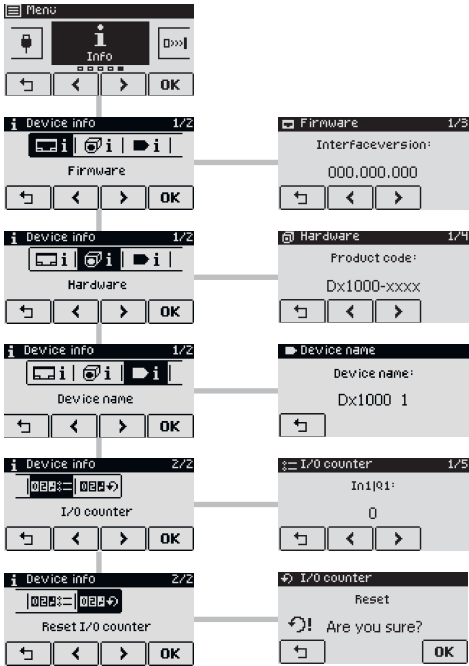 Menü
Info
OK
Device info 1/2
Firmware
OK
Firmware 1/3
Interfaceversion:
000.000.000
Device info 1/2
Hardware
OK
Hardware 1/4
Product code:
Dx1000-xxxx
Device info 1/2
Device name
OK
Device name
Device name:
Dx1000 1
Device info 2/2
I/O counter
OK
I/O counter 1/5
In1|Q1:
0
Device info 2/2
Reset I/O counter
OK
I/O counter
Reset
! Are you sure?
OK